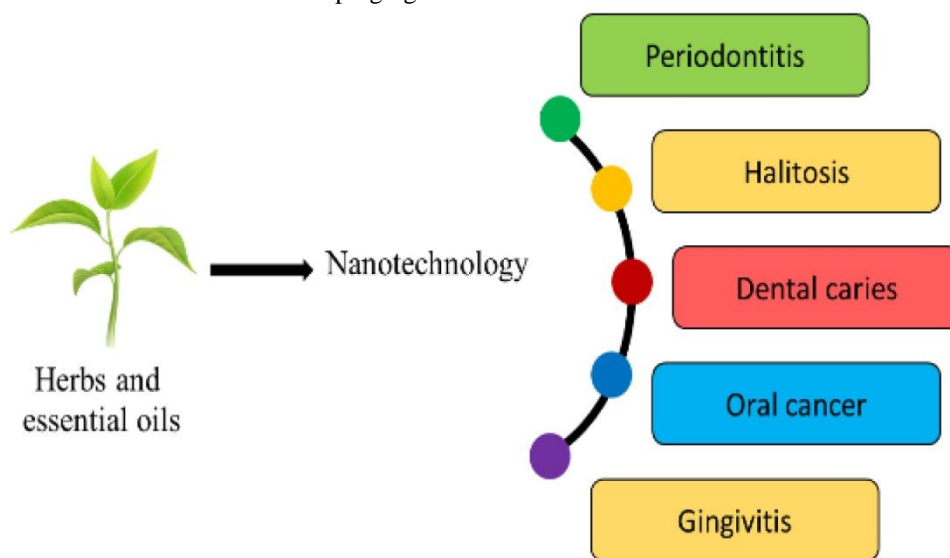 Periodontitis
Halitosis
Nanotechnology
Dental caries
Herbs and
essential oils
Oral cancer
Gingivitis